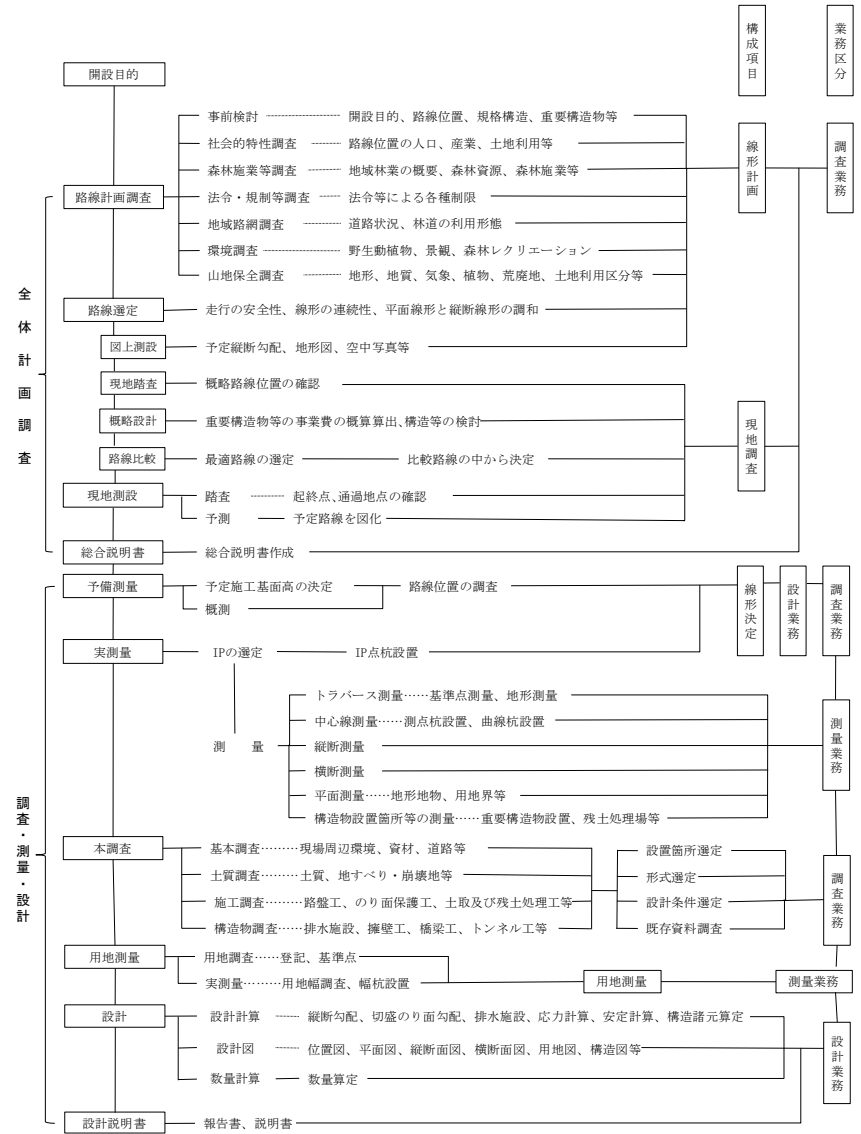 構成項目
業務区分
開設目的
事前検討 開設目的、路線位置、規格構造、重要構造物等
社会的特性調査 路線位置の人口、産業、土地利用等
森林施業等調査 地域林業の概要、森林資源、森林施業等
線形計画
調査業務
路線計画調査 法令・規制等調査 法令等による各種制限
地域路網調査 道路状況、林道の利用形態
環境調査 野生動植物、景観、森林レクリエーション
山地保全調査 地形、地質、気象、植物、荒廃地、土地利用区分等
全体計画調査
路線選定 走行の安全性、線形の連続性、平面線形と縦断線形の調和
図上測設 予定縦断勾配、地形図、空中写真等
現地踏査 概略路線位置の確認
概略設計 重要構造物等の事業費の概算算出、構造等の検討
現地調査
路線比較 最適路線の選定 比較路線の中から決定
現地測設 踏査 起終点、通過地点の確認
予測 予定路線を図化
総合説明書 総合説明書作成
予備測量 予定施工基面高の決定 路線位置の調査
概測
線形決定
設計業務
調査業務
実測量 IPの選定 IP点杭設置
トラバース測量……基準点測量、地形測量
中心線測量……測点杭設置、曲線杭設置
測量 縦断測量
測量業務
横断測量
平面測量……地形地物、用地界等
構造物設置箇所等の測量……重要構造物設置、残土処理場等
調査・測量・設計
本調査 基本調査………現場周辺環境、資材、道路等 設置箇所選定
土質調査………土質、地すべり・崩壊地等 形式選定
施工調査………路盤工、のり面保護工、土取及び残土処理工等 設計条件選定
構造物調査……排水施設、擁壁工、橋梁工、トンネル工等 既存資料調査
調査業務
用地測量 用地調査……登記、基準点
実測量………用地幅調査、幅杭設置 用地測量 測量業務
設計 設計計算 縦断勾配、切盛のり面勾配、排水施設、応力計算、安定計算、構造諸元算定
設計図 位置図、平面図、縦断面図、横断面図、用地図、構造図等
設計業務
数量計算 数量算定
設計説明書 報告書、説明書